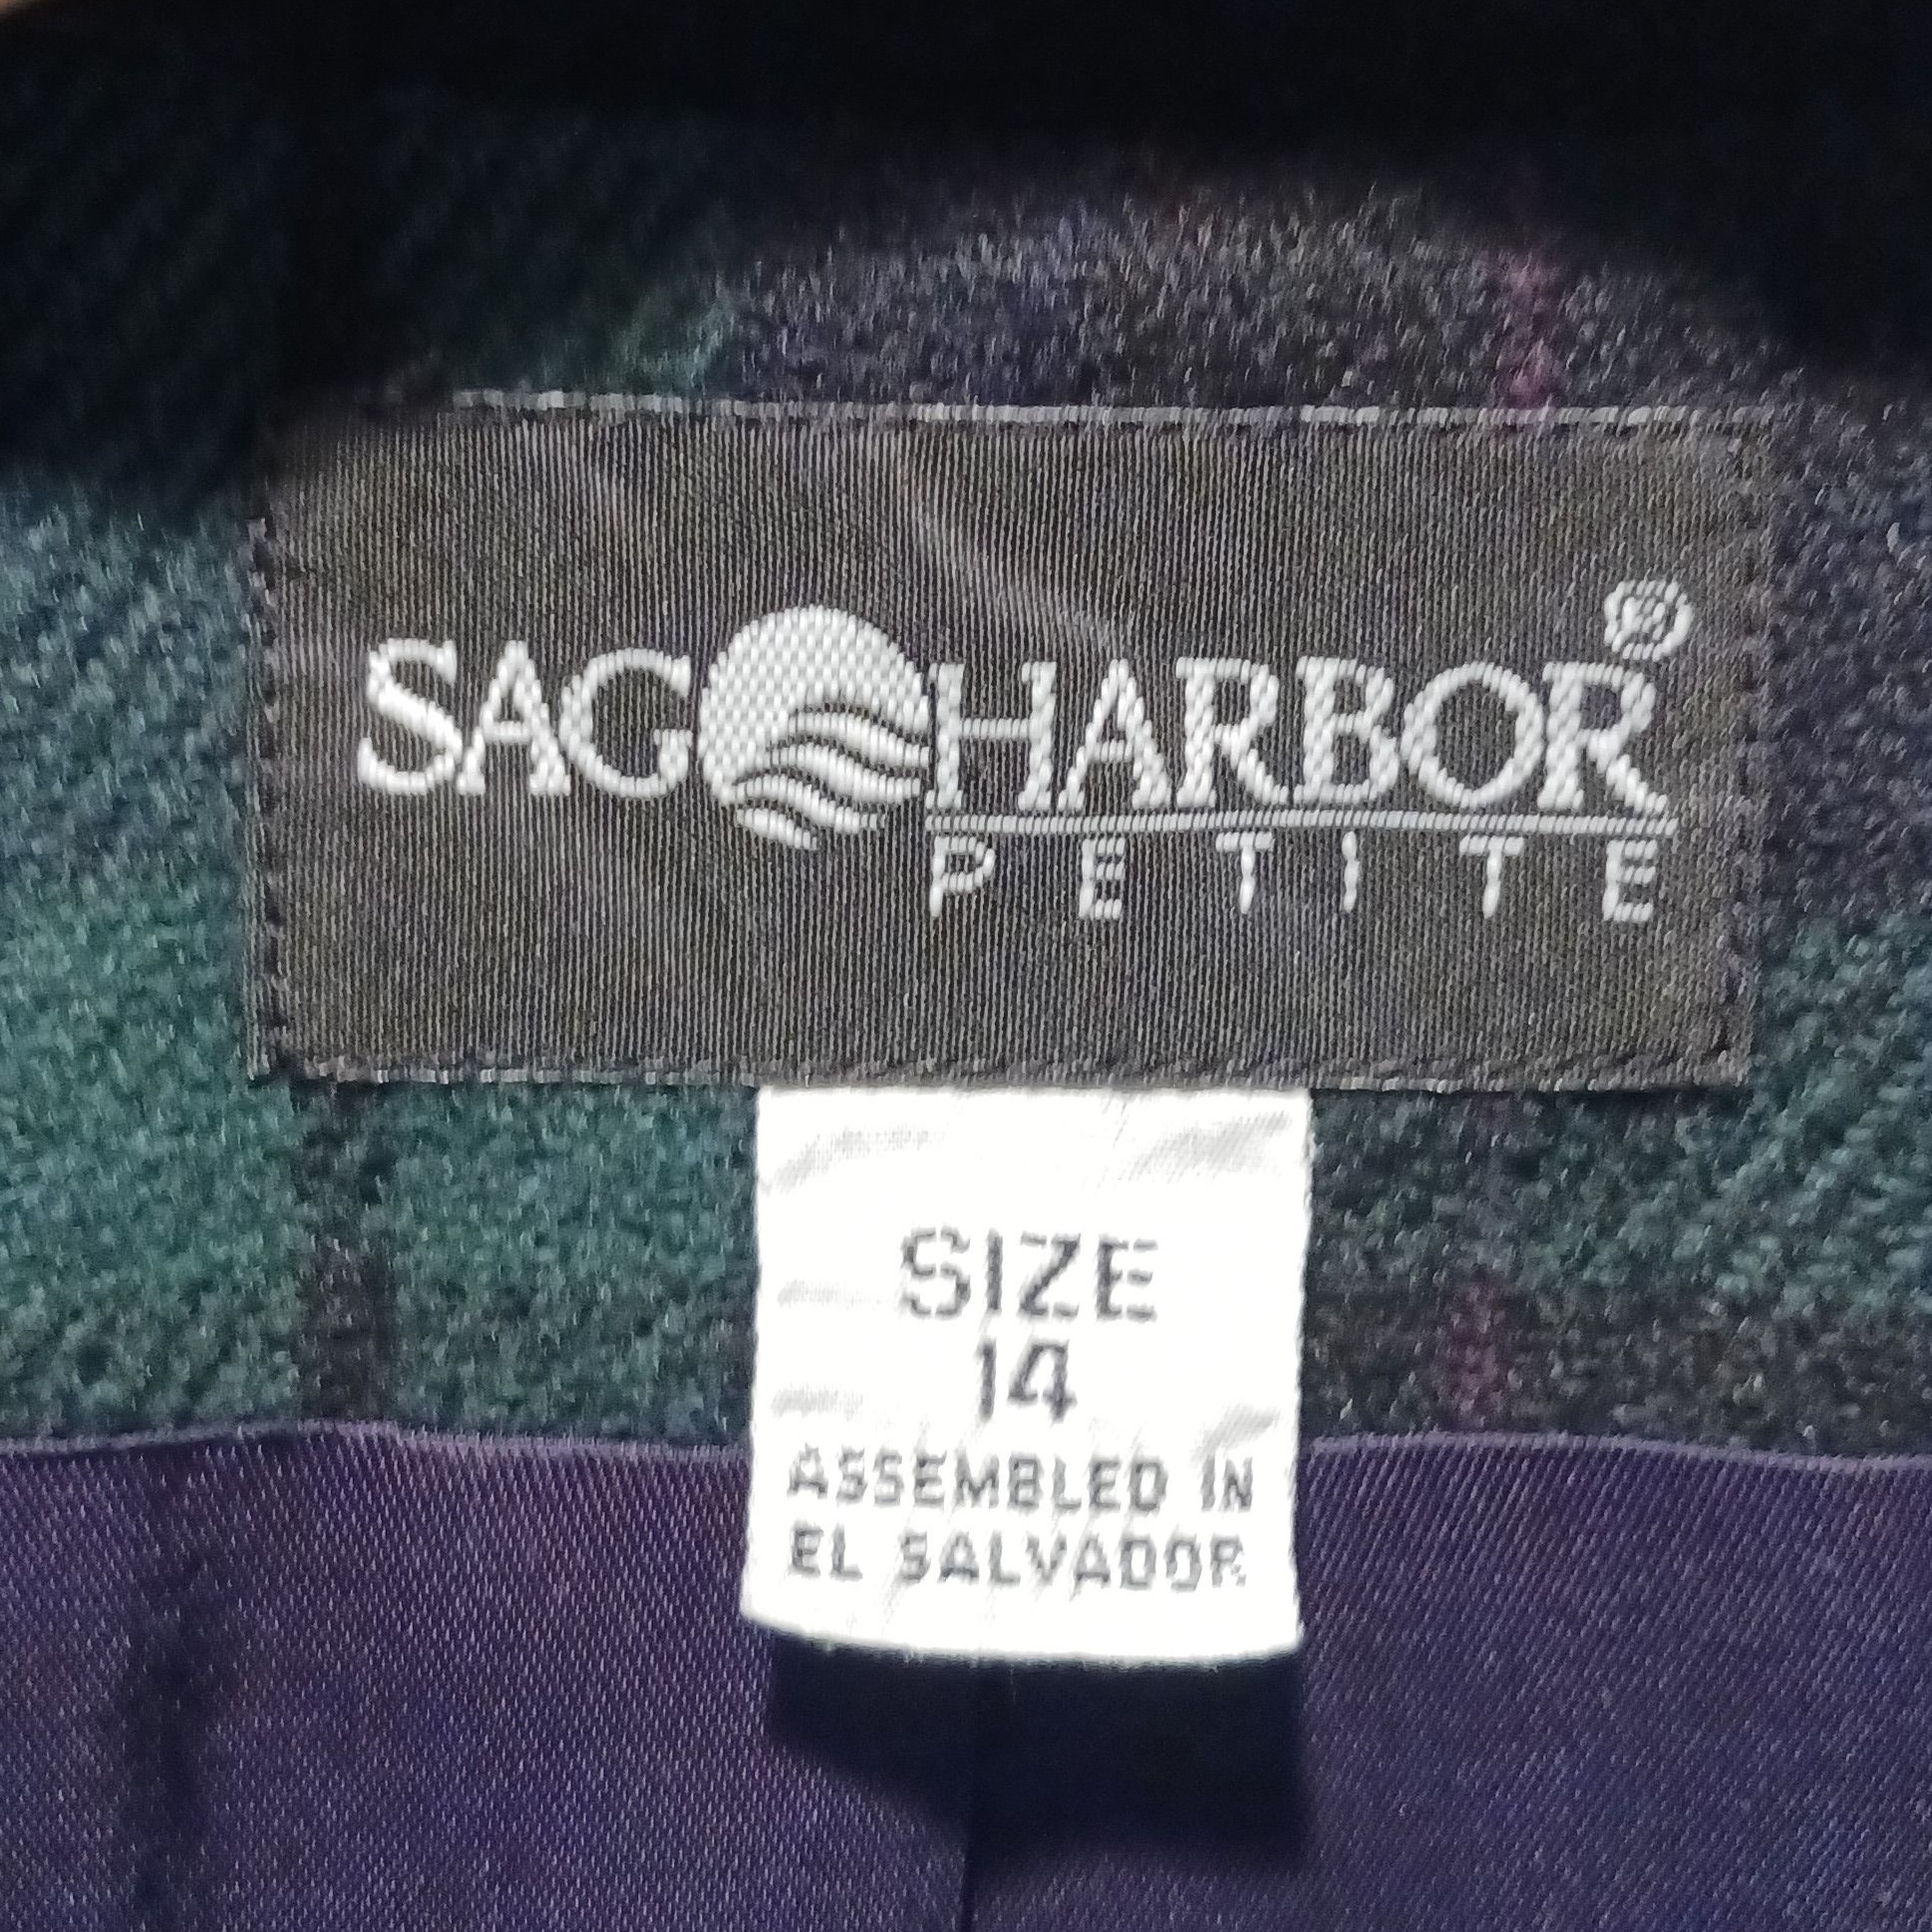 SAG HARBOR®
PETITE
SIZE
14
ASSEMBLED IN
EL SALVADOR